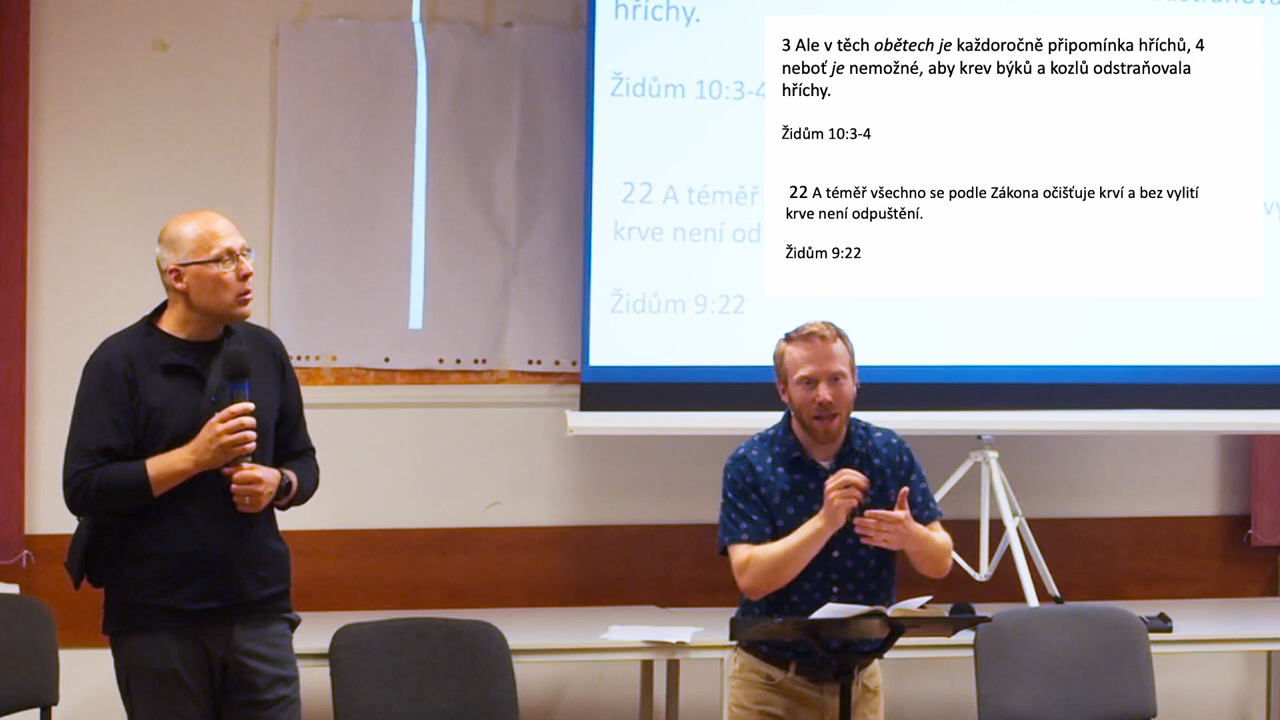 hříchy.
Židům 10:3-4
22 A téměř
krve není od
Židům 9:22
3 Ale v těch obětech je každoročně připomínka hříchů, 4
neboť je nemožné, aby krev býků a kozlů odstraňovala
hříchy.
Židům 10:3-4
22 A téměř všechno se podle Zákona očišťuje krví a bez vylití
krve není odpuštění.
Židům 9:22